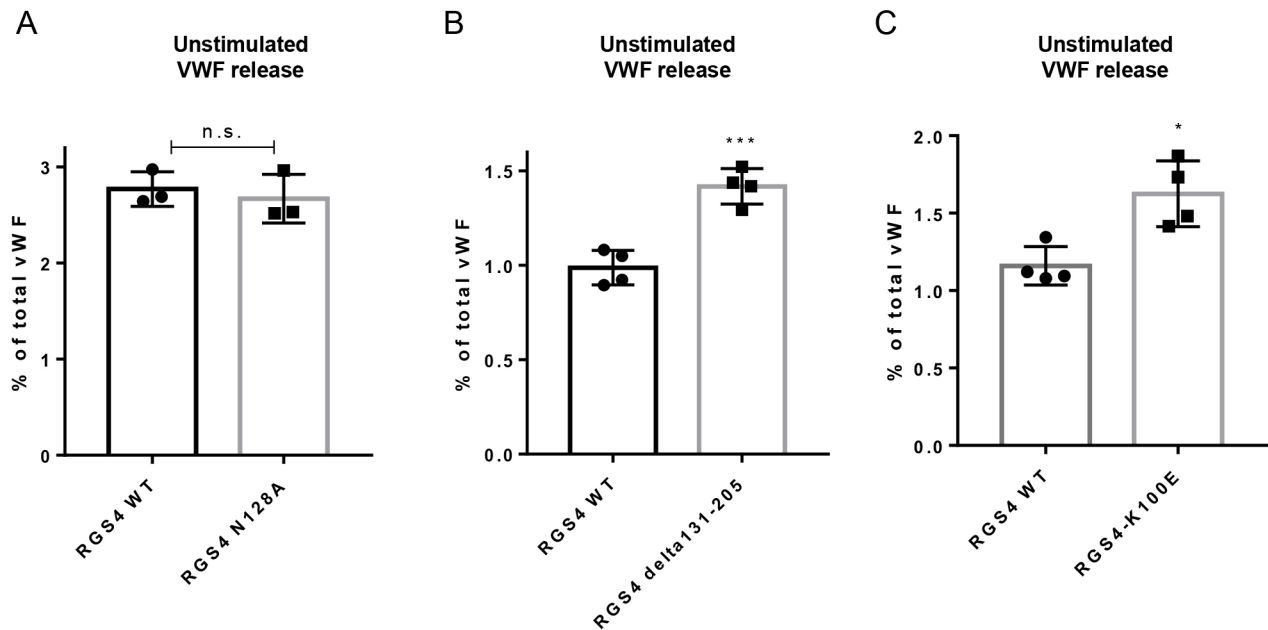 A
Unstimulated
VWF release
n.s.
3
2
1
0
% of total vWF
RGS4 WT
RGS4 N128A
B
Unstimulated
VWF release
***
1.5
1.0
0.5
0.0
% of total vWF
RGS4 WT
RGS4 delta131-205
C
Unstimulated
VWF release
*
2.0
1.5
1.0
0.5
0.0
% of total vWF
RGS4 WT
RGS4-K100E